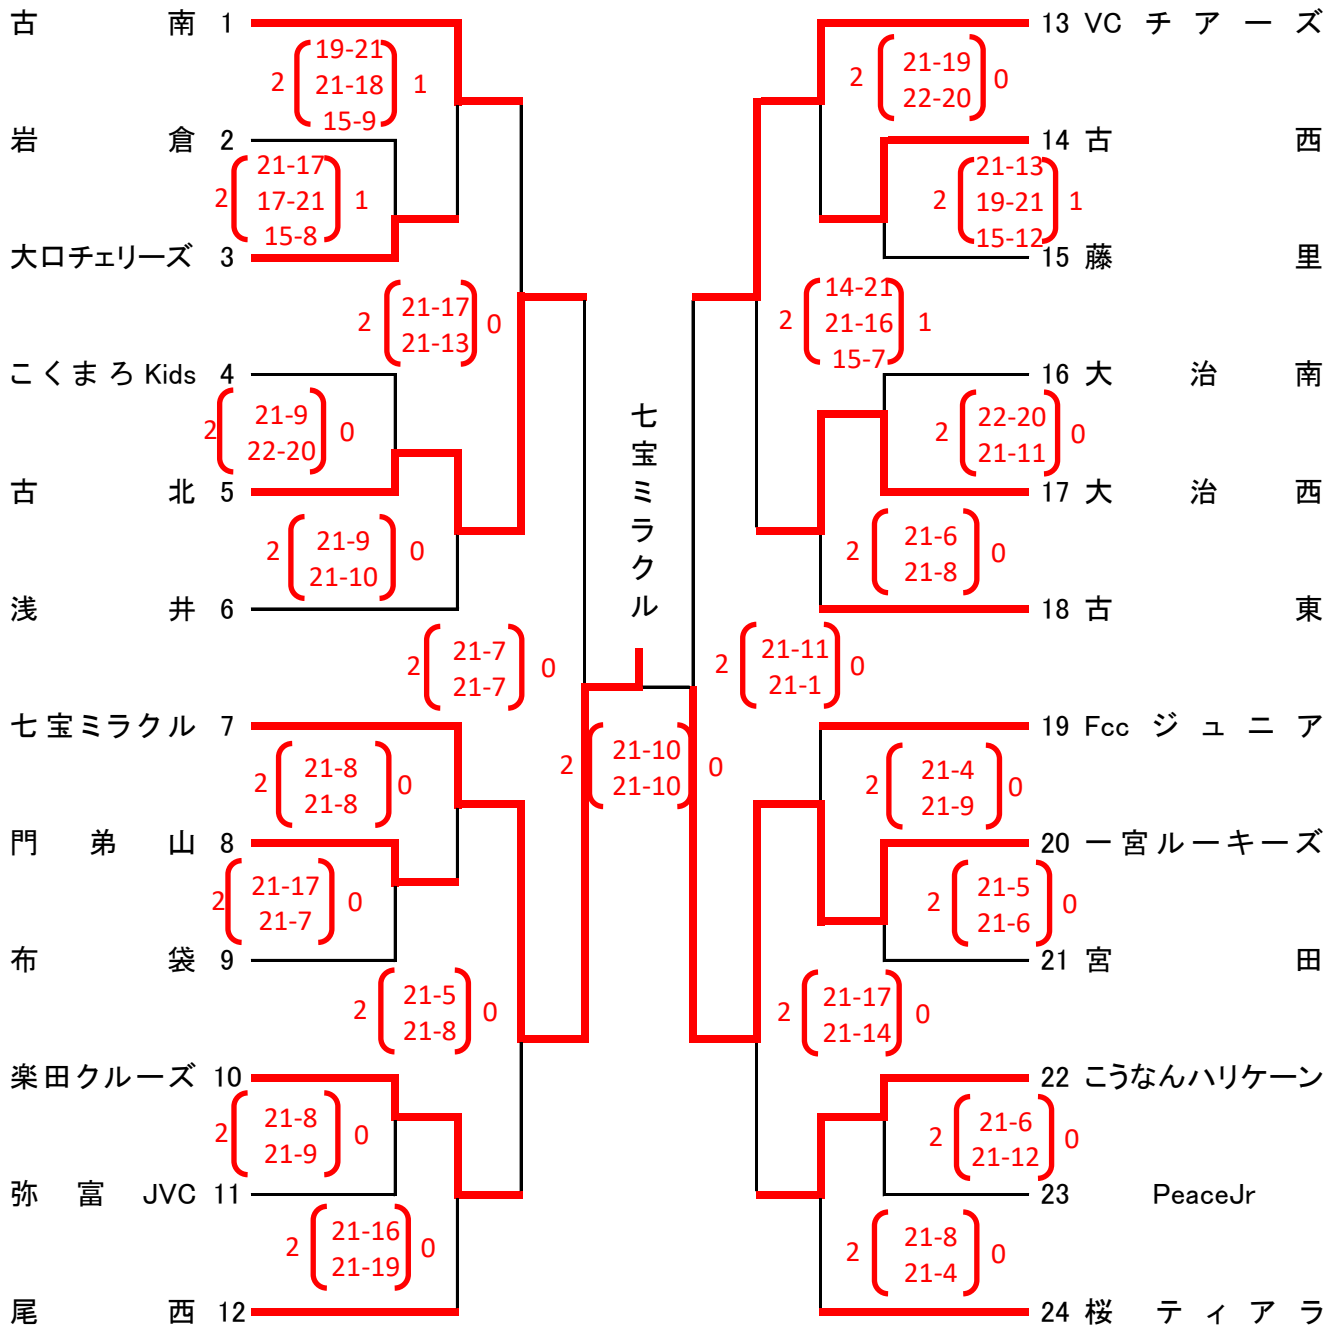 古南 1
2 19-21 1
21-18
15-9
岩倉 2
2 21-17 1
17-21
15-8
大口チェリーズ 3
2 21-17 0
21-13
こくまろKids 4
2 21-9 0
22-20
古北 5
2 21-9 0
21-10
浅井 6
2 21-7 0
21-7
七宝ミラクル 7
2 21-8 0
21-8
門弟山 8
2 21-17 0
21-7
布袋 9
2 21-5 0
21-8
楽田クルーズ 10
2 21-8 0
21-9
弥富JVC 11
2 21-16 0
21-19
尾西 12
七宝ミラクル
2 21-10 0
21-10
13 VCチアーズ
2 21-19 0
22-20
14 古西
2 21-13 1
19-21
15-12
15 藤里
2 14-21 1
21-16
15-7
16 大治南
2 22-20 0
21-11
17 大治西
2 21-6 0
21-8
18 古東
2 21-11 0
21-1
19 Fccジュニア
2 21-4 0
21-9
20 一宮ルーキーズ
2 21-5 0
21-6
21 宮田
2 21-17 0
21-14
22 こうなんハリケーン
2 21-6 0
21-12
23 PeaceJr
2 21-8 0
21-4
24 桜ティアラ